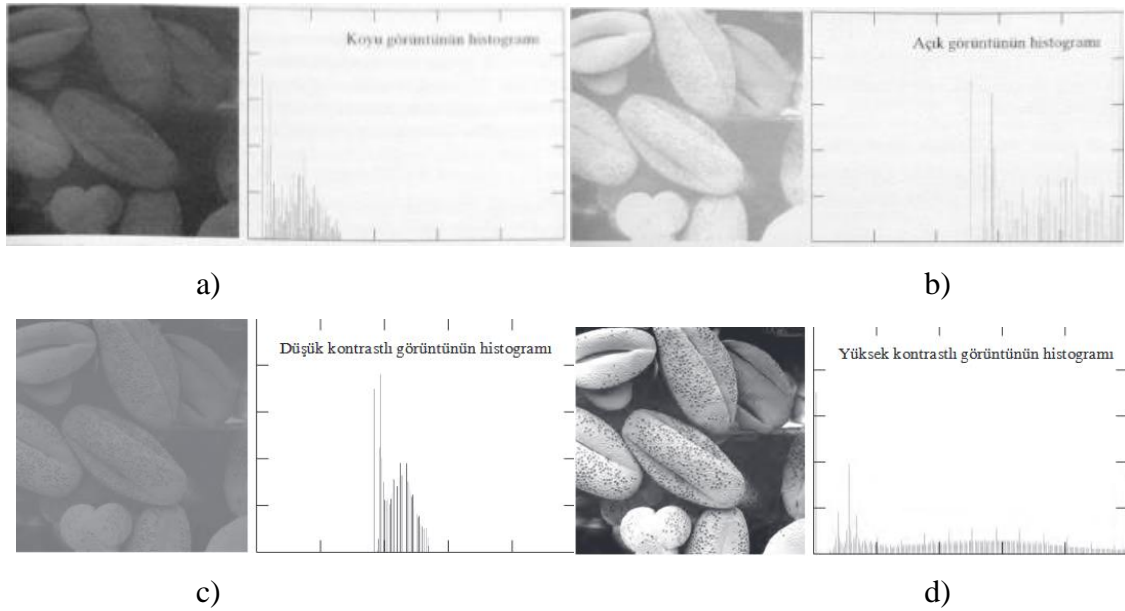 Koyu görüntünün histogramı
Açık görüntünün histogramı
a)
b)
Düşük kontrastlı görüntünün histogramı
Yüksek kontrastlı görüntünün histogramı
c)
d)